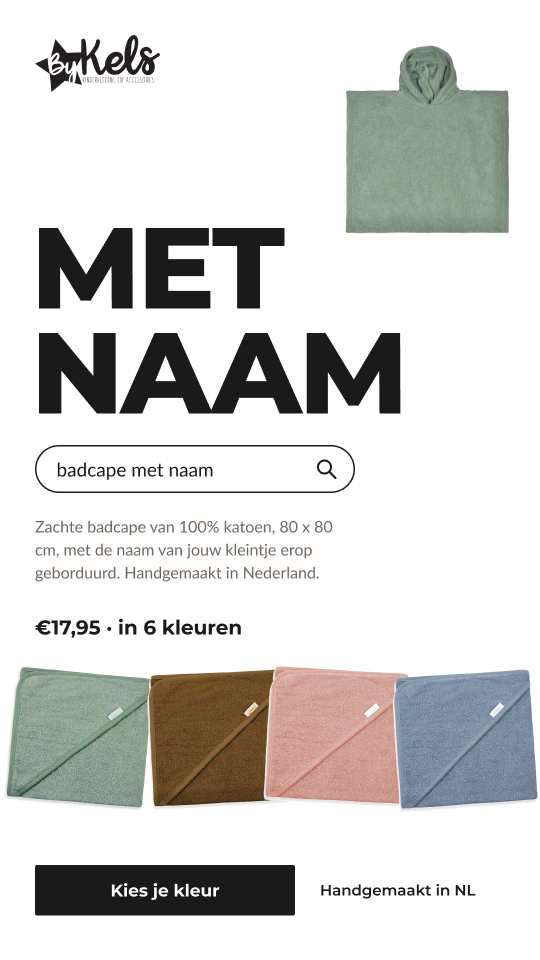 ByKels
KINDERKLEDING EN ACCESSOIRES
MET
NAAM
badcape met naam
Zachte badcape van 100% katoen, 80 x 80
cm, met de naam van jouw kleintje erop
geborduurd. Handgemaakt in Nederland.
€17,95 · in 6 kleuren
Kies je kleur
Handgemaakt in NL